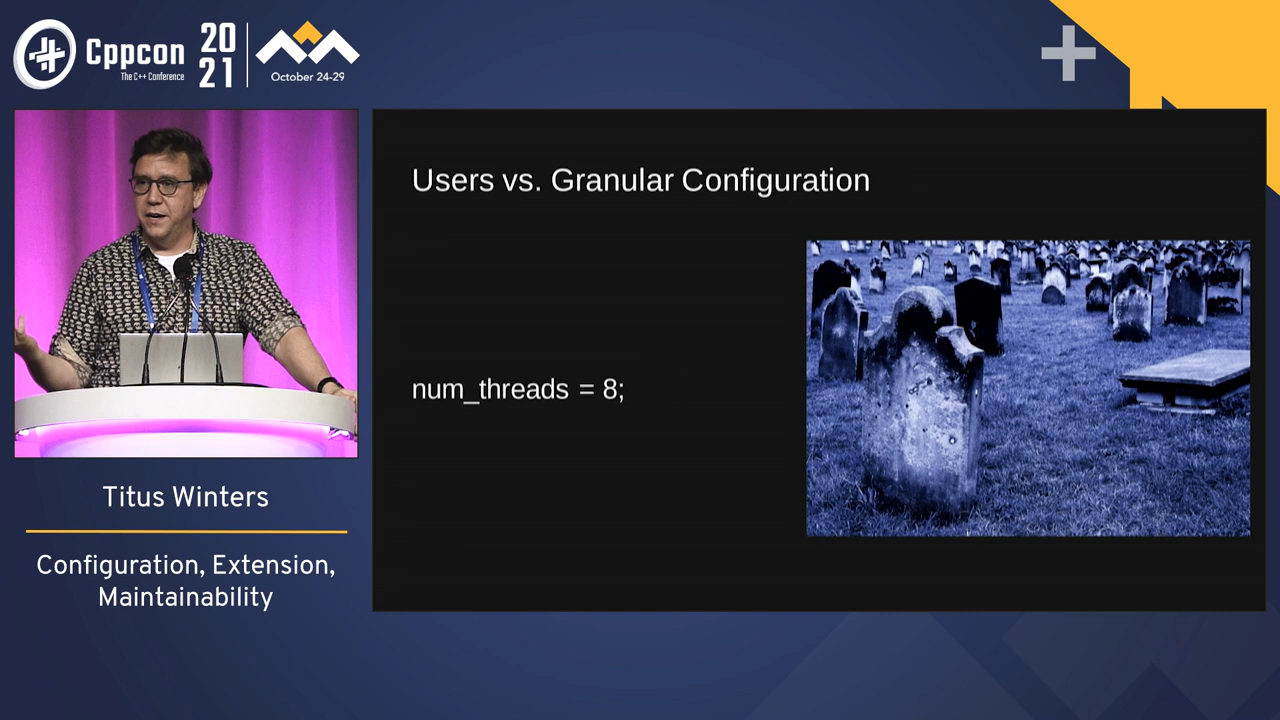 Cppcon
The C++ Conference
20
21
October 24-29
Users vs. Granular Configuration
num_threads = 8;
Titus Winters
Configuration, Extension,
Maintainability